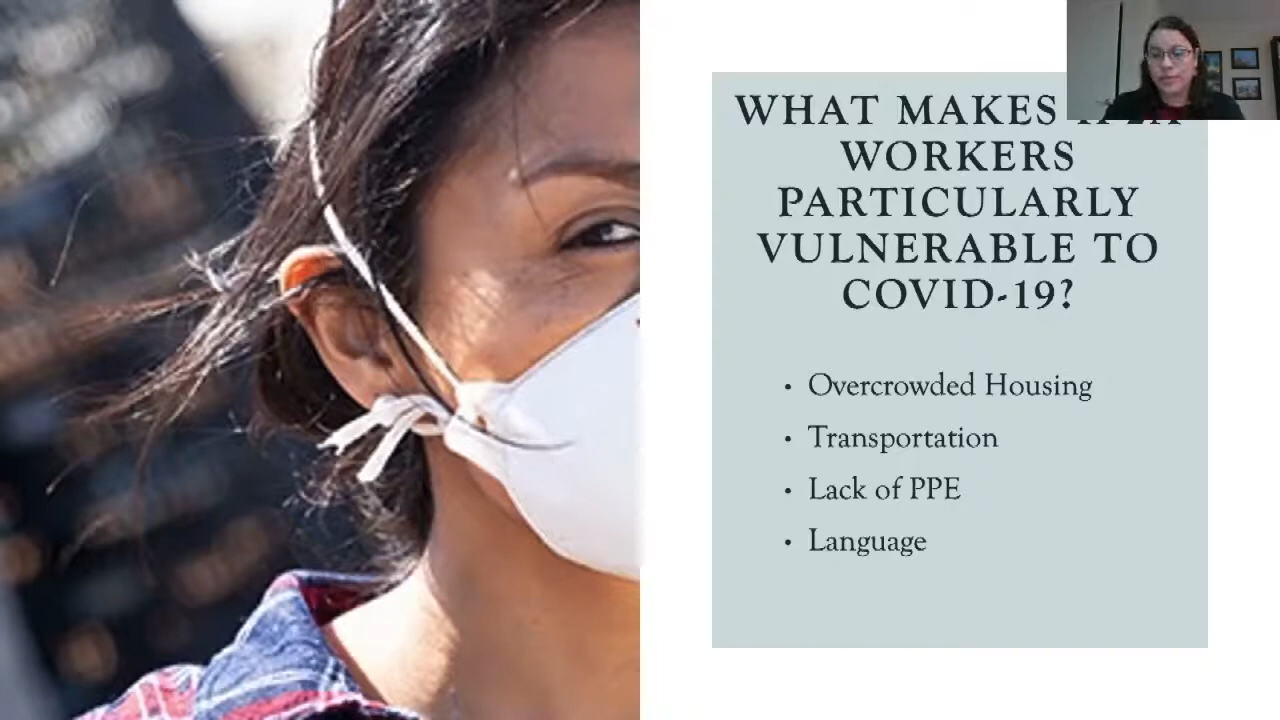 WHAT MAKES
WORKERS
PARTICULARLY
VULNERABLE TO
COVID-19?
• Overcrowded Housing
• Transportation
• Lack of PPE
• Language